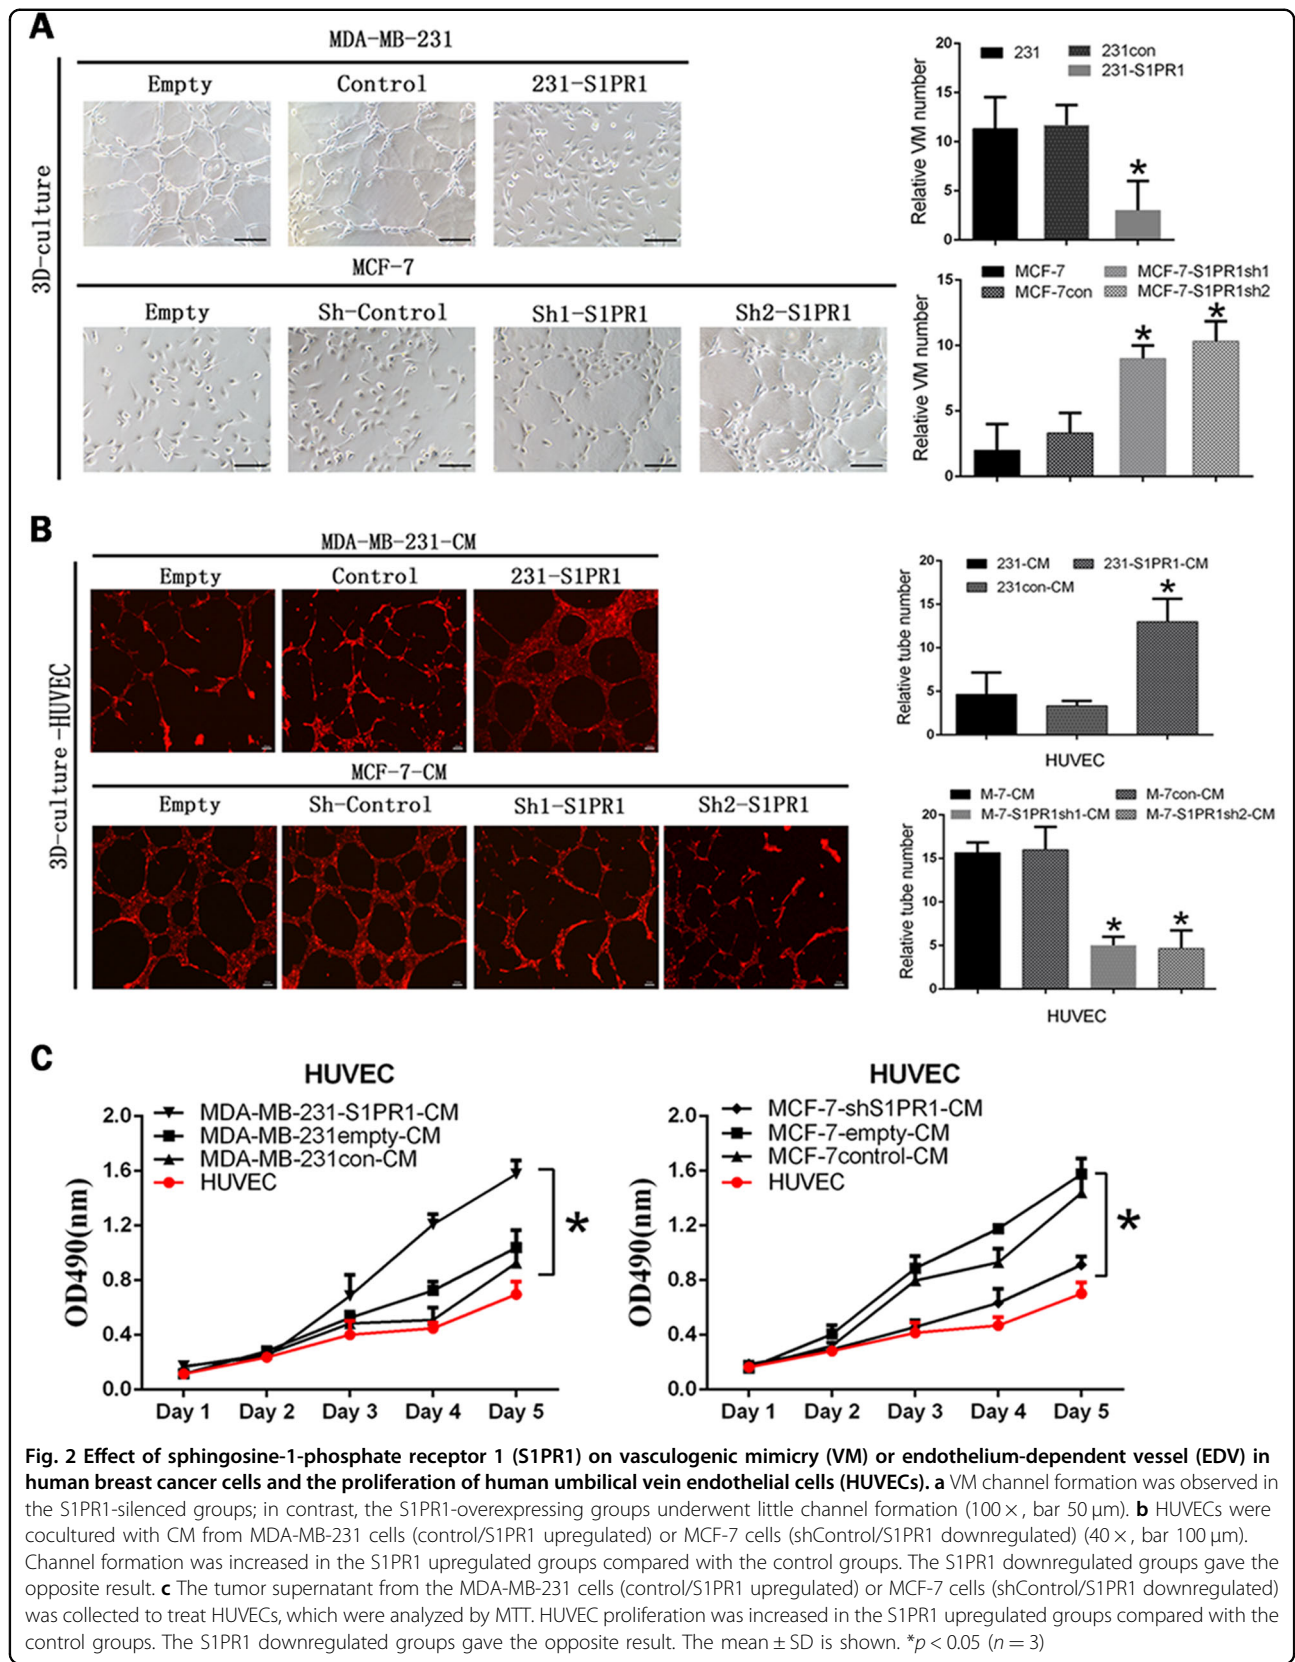 A
MDA-MB-231
Empty Control 231-S1PR1
3D-culture
MCF-7
Empty Sh-Control Sh1-S1PR1 Sh2-S1PR1
231 231con
231-S1PR1
Relative VM number
20
15
10
5
0
*
MCF-7 MCF-7-S1PR1sh1
MCF-7con MCF-7-S1PR1sh2
Relative VM number
15
10
5
0
* *
B
MDA-MB-231-CM
Empty Control 231-S1PR1
3D-culture-HUVEC
MCF-7-CM
Empty Sh-Control Sh1-S1PR1 Sh2-S1PR1
231-CM 231-S1PR1-CM
231con-CM
Relative tube number
20
15
10
5
0
*
HUVEC
M-7-CM M-7con-CM
M-7-S1PR1sh1-CM M-7-S1PR1sh2-CM
Relative tube number
20
15
10
5
0
* *
HUVEC
C
HUVEC
MDA-MB-231-S1PR1-CM
MDA-MB-231empty-CM
MDA-MB-231con-CM
HUVEC
OD490(nm)
2.0
1.6
1.2
0.8
0.4
0.0
*
Day 1 Day 2 Day 3 Day 4 Day 5
HUVEC
MCF-7-shS1PR1-CM
MCF-7-empty-CM
MCF-7control-CM
HUVEC
OD490(nm)
2.0
1.6
1.2
0.8
0.4
0.0
*
Day 1 Day 2 Day 3 Day 4 Day 5
Fig. 2 Effect of sphingosine-1-phosphate receptor 1 (S1PR1) on vasculogenic mimicry (VM) or endothelium-dependent vessel (EDV) in
human breast cancer cells and the proliferation of human umbilical vein endothelial cells (HUVECs). a VM channel formation was observed in
the S1PR1-silenced groups; in contrast, the S1PR1-overexpressing groups underwent little channel formation (100×, bar 50 μm). b HUVECs were
cocultured with CM from MDA-MB-231 cells (control/S1PR1 upregulated) or MCF-7 cells (shControl/S1PR1 downregulated) (40×, bar 100 μm).
Channel formation was increased in the S1PR1 upregulated groups compared with the control groups. The S1PR1 downregulated groups gave the
opposite result. c The tumor supernatant from the MDA-MB-231 cells (control/S1PR1 upregulated) or MCF-7 cells (shControl/S1PR1 downregulated)
was collected to treat HUVECs, which were analyzed by MTT. HUVEC proliferation was increased in the S1PR1 upregulated groups compared with the
control groups. The S1PR1 downregulated groups gave the opposite result. The mean ± SD is shown. *p < 0.05 (n = 3)